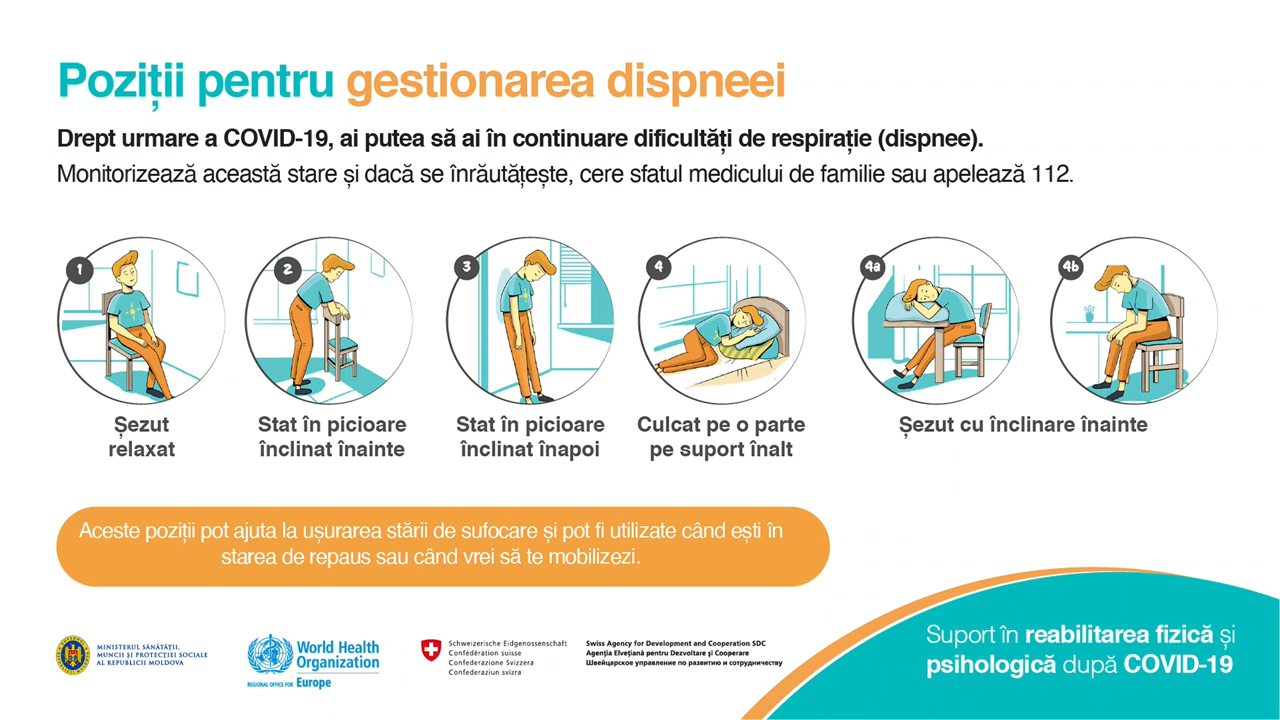 Poziții pentru gestionarea dispneei
Drept urmare a COVID-19, ai putea să ai în continuare dificultăți de respirație (dispnee).
Monitorizează această stare și dacă se înrăutățește, cere sfatul medicului de familie sau apelează 112.
1
2
3
4
4a
4b
Șezut
relaxat
Stat în picioare
înclinat înainte
Stat în picioare
înclinat înapoi
Culcat pe o parte
pe suport înalt
Șezut cu înclinare înainte
Aceste poziții pot ajuta la ușurarea stării de sufocare și pot fi utilizate când ești în
starea de repaus sau când vrei să te mobilizezi.
MINISTERUL SĂNĂTĂȚII,
MUNCII ȘI PROTECȚIEI SOCIALE
AL REPUBLICII MOLDOVA
World Health
Organization
REGIONAL OFFICE FOR Europe
Schweizerische Eidgenossenschaft
Confédération suisse
Confederazione Svizzera
Confederaziun svizra
Swiss Agency for Development and Cooperation SDC
Agenția Elvețiană pentru Dezvoltare și Cooperare
Швейцарское управление по развитию и сотрудничеству
Suport în reabilitarea fizică și
psihologică după COVID-19